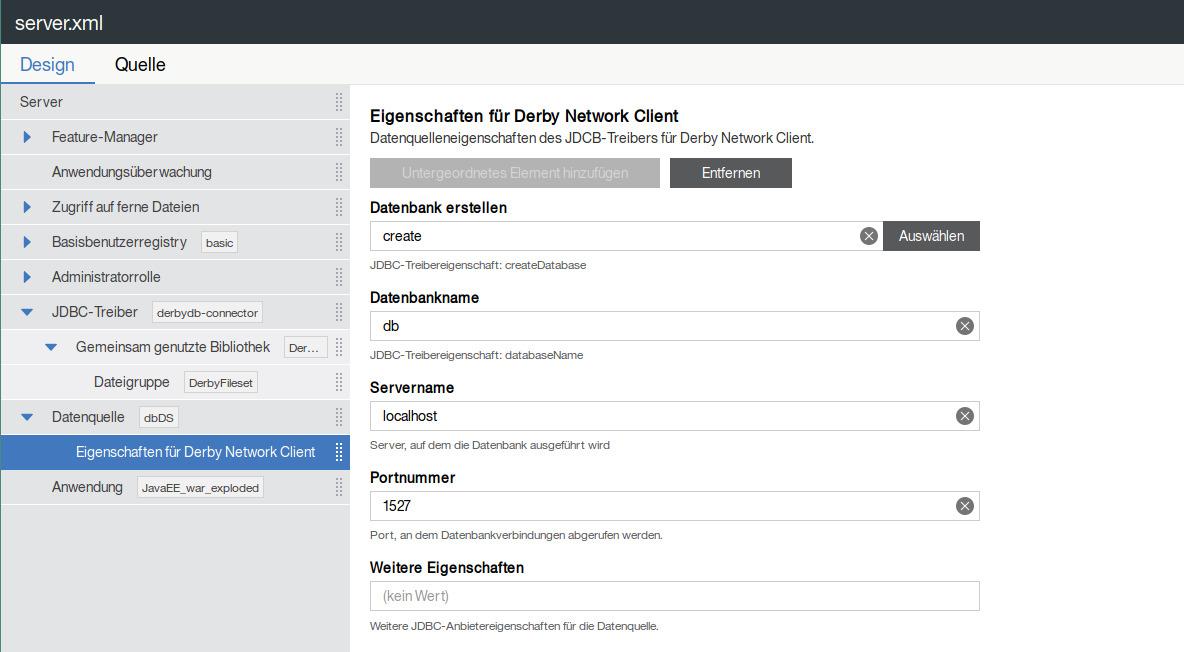 server.xml
Design Quelle
Server
Feature-Manager
Anwendungsüberwachung
Zugriff auf ferne Dateien
Basisbenutzerregistry basic
Administratorrolle
JDBC-Treiber derbydb-connector
Gemeinsam genutzte Bibliothek Der...
Dateigruppe DerbyFileset
Datenquelle dbDS
Eigenschaften für Derby Network Client
Anwendung JavaEE_war_exploded
Eigenschaften für Derby Network Client
Datenquelleneigenschaften des JDCB-Treibers für Derby Network Client.
Untergeordnetes Element hinzufügen Entfernen
Datenbank erstellen
create Auswählen
JDBC-Treibereigenschaft: createDatabase
Datenbankname
db
JDBC-Treibereigenschaft: databaseName
Servername
localhost
Server, auf dem die Datenbank ausgeführt wird
Portnummer
1527
Port, an dem Datenbankverbindungen abgerufen werden.
Weitere Eigenschaften
(kein Wert)
Weitere JDBC-Anbietereigenschaften für die Datenquelle.